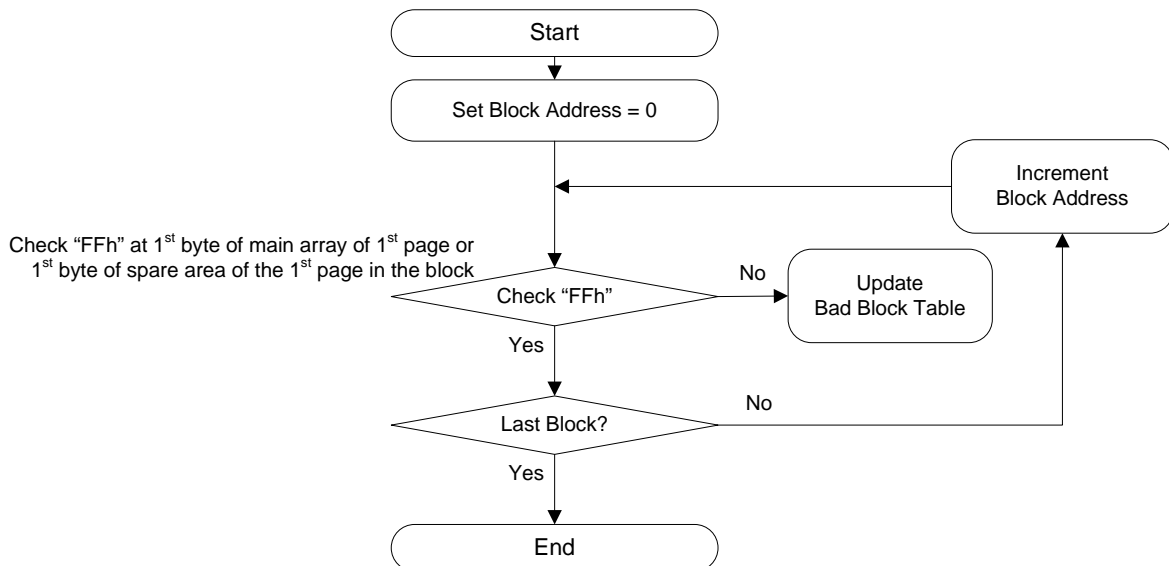 Start
Set Block Address = 0
Increment
Block Address
Check “FFh” at 1st byte of main array of 1st page or
1st byte of spare area of the 1st page in the block
Check “FFh”
No
Update
Bad Block Table
Yes
Last Block?
No
Yes
End